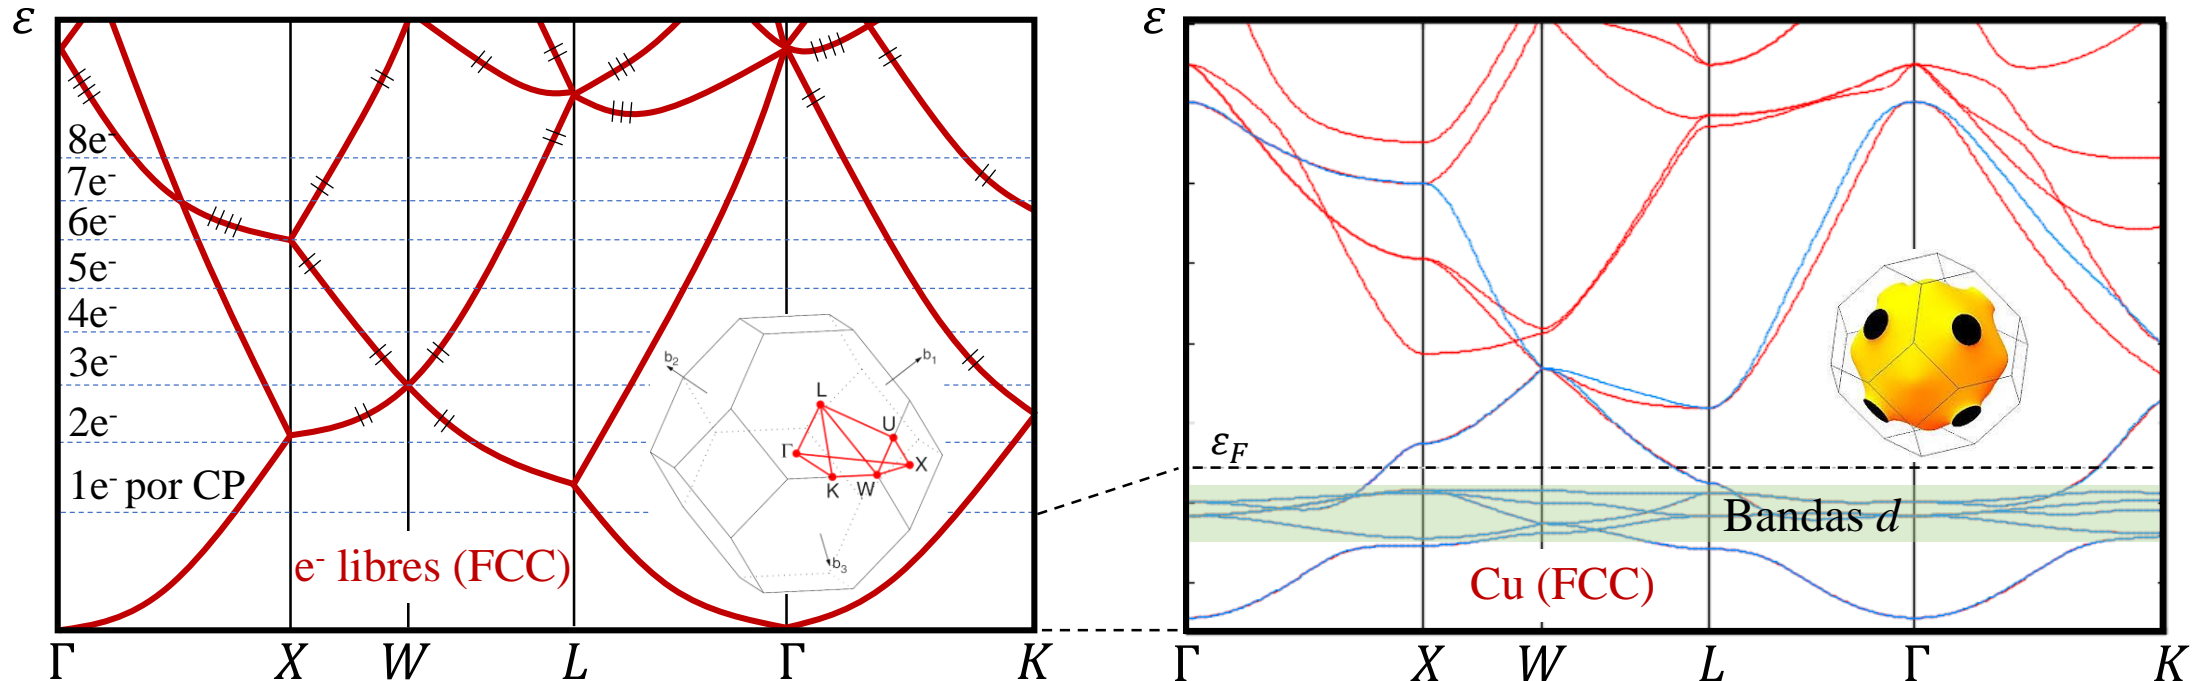 ε
8e-
7e-
6e-
5e-
4e-
3e-
2e-
1e- por CP
e- libres (FCC)
b2
b1
b3
L
U
Γ
X
K
W
Γ
X
W
L
Γ
K
ε
εF
Bandas d
Cu (FCC)
Γ
X
W
L
Γ
K